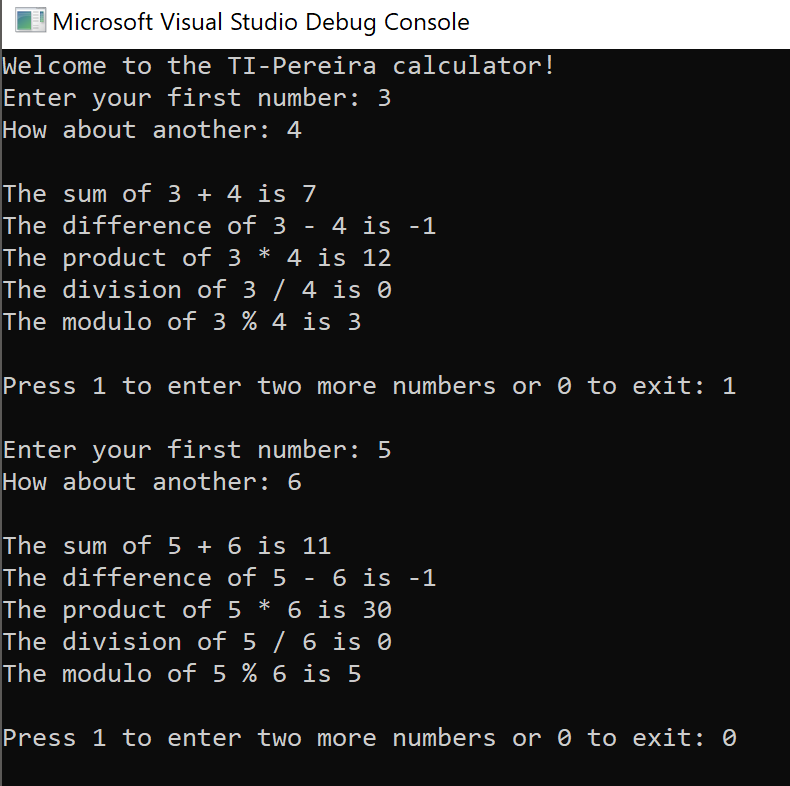 Microsoft Visual Studio Debug Console
Welcome to the TI-Pereira calculator!
Enter your first number: 3
How about another: 4
The sum of 3 + 4 is 7
The difference of 3 - 4 is -1
The product of 3 * 4 is 12
The division of 3 / 4 is 0
The modulo of 3 % 4 is 3
Press 1 to enter two more numbers or 0 to exit: 1
Enter your first number: 5
How about another: 6
The sum of 5 + 6 is 11
The difference of 5 - 6 is -1
The product of 5 * 6 is 30
The division of 5 / 6 is 0
The modulo of 5 % 6 is 5
Press 1 to enter two more numbers or 0 to exit: 0